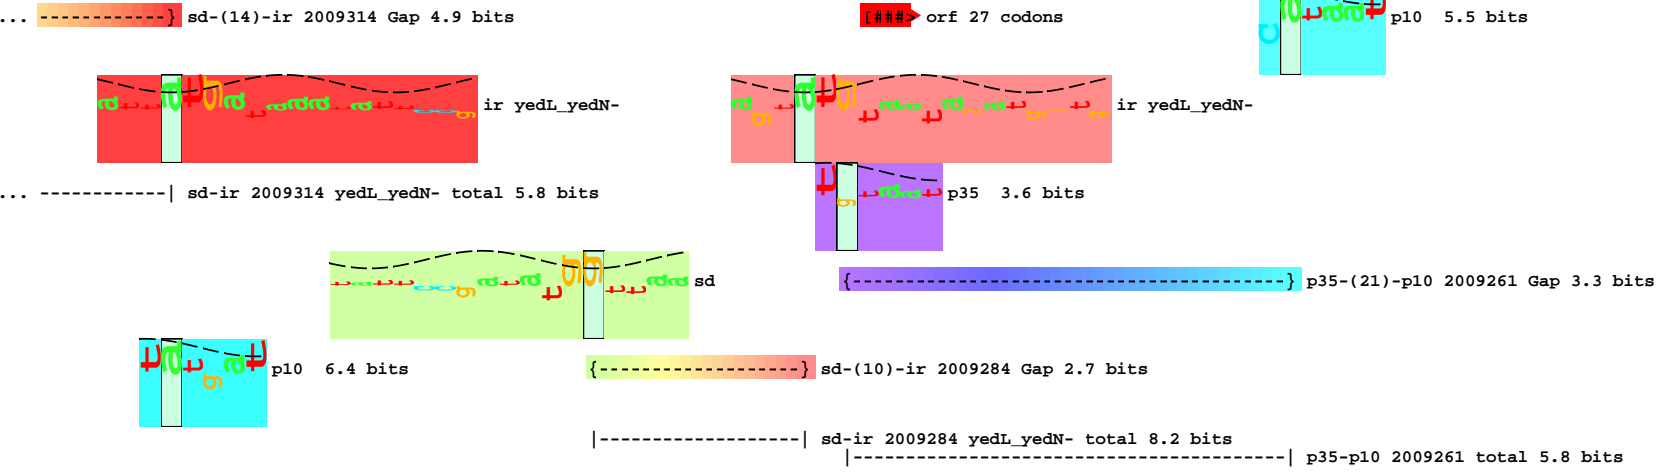 ... -----------} sd-(14)-ir 2009314 Gap 4.9 bits [###> orf 27 codons p10 5.5 bits
ir yedL_yedN- ir yedL_yedN-
... ------------| sd-ir 2009314 yedL_yedN- total 5.8 bits p35 3.6 bits
sd {-----------------------------------------} p35-(21)-p10 2009261 Gap 3.3 bits
p10 6.4 bits {-------------------} sd-(10)-ir 2009284 Gap 2.7 bits
|-------------------| sd-ir 2009284 yedL_yedN- total 8.2 bits
|-----------------------------------------| p35-p10 2009261 total 5.8 bits